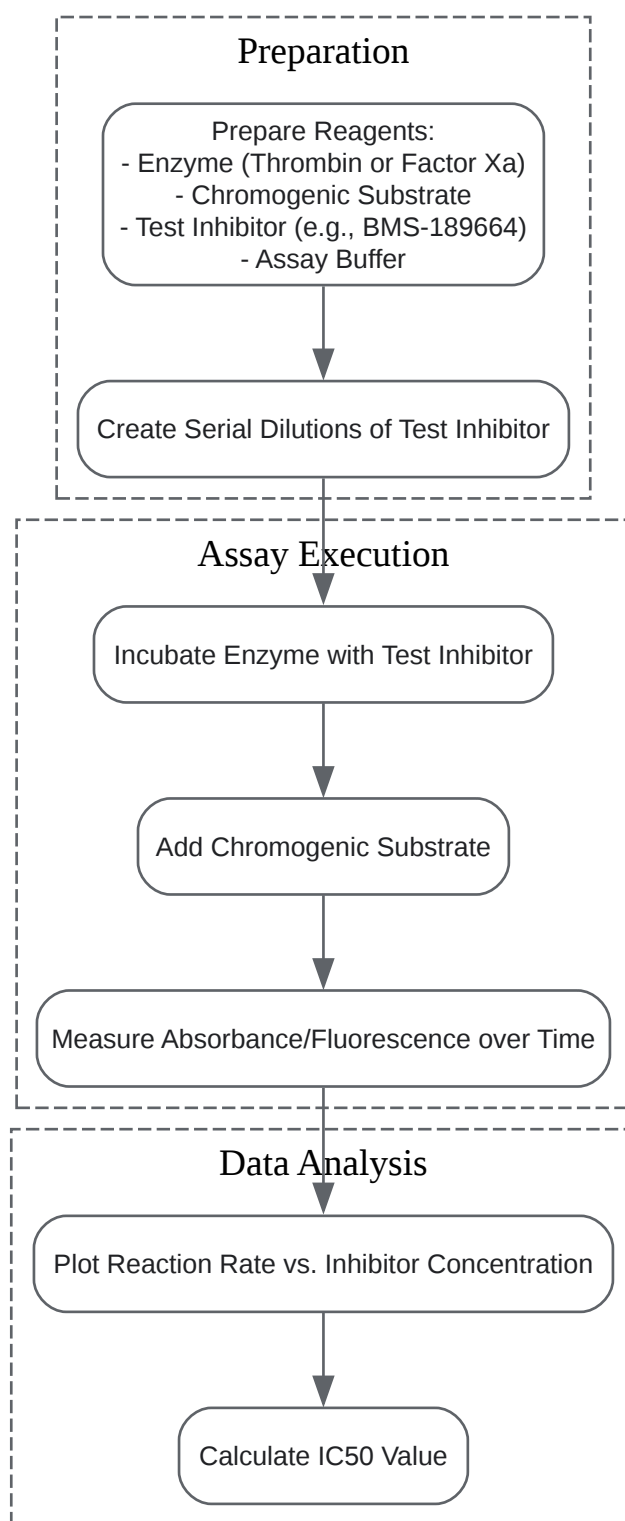 Preparation
Prepare Reagents:
- Enzyme (Thrombin or Factor Xa)
- Chromogenic Substrate
- Test Inhibitor (e.g., BMS-189664)
- Assay Buffer
Create Serial Dilutions of Test Inhibitor
Assay Execution
Incubate Enzyme with Test Inhibitor
Add Chromogenic Substrate
Measure Absorbance/Fluorescence over Time
Data Analysis
Plot Reaction Rate vs. Inhibitor Concentration
Calculate IC50 Value